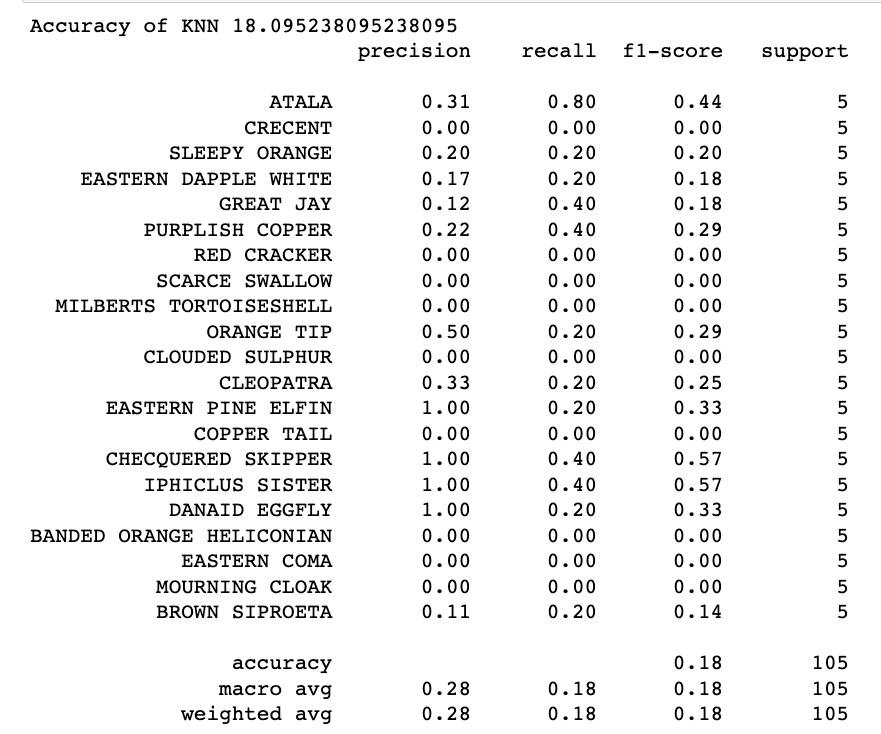 Accuracy of KNN 18.095238095238095
precision recall f1-score support
ATALA 0.31 0.80 0.44 5
CRECENT 0.00 0.00 0.00 5
SLEEPY ORANGE 0.20 0.20 0.20 5
EASTERN DAPPLE WHITE 0.17 0.20 0.18 5
GREAT JAY 0.12 0.40 0.18 5
PURPLISH COPPER 0.22 0.40 0.29 5
RED CRACKER 0.00 0.00 0.00 5
SCARCE SWALLOW 0.00 0.00 0.00 5
MILBERTS TORTOISESHELL 0.00 0.00 0.00 5
ORANGE TIP 0.50 0.20 0.29 5
CLOUDED SULPHUR 0.00 0.00 0.00 5
CLEOPATRA 0.33 0.20 0.25 5
EASTERN PINE ELFIN 1.00 0.20 0.33 5
COPPER TAIL 0.00 0.00 0.00 5
CHECQUERED SKIPPER 1.00 0.40 0.57 5
IPHICLUS SISTER 1.00 0.40 0.57 5
DANAID EGGFLY 1.00 0.20 0.33 5
BANDED ORANGE HELICONIAN 0.00 0.00 0.00 5
EASTERN COMA 0.00 0.00 0.00 5
MOURNING CLOAK 0.00 0.00 0.00 5
BROWN SIPROETA 0.11 0.20 0.14 5
accuracy 0.18 105
macro avg 0.28 0.18 0.18 105
weighted avg 0.28 0.18 0.18 105